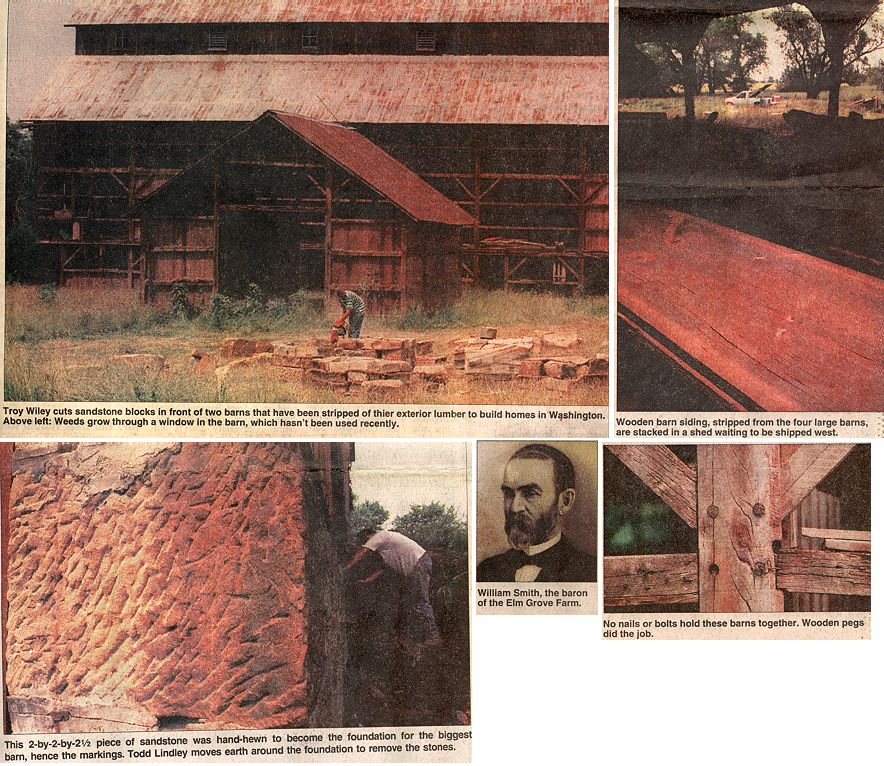 Troy Wiley cuts sandstone blocks in front of two barns that have been stripped of thier exterior lumber to build homes in Washington.
Above left: Weeds grow through a window in the barn, which hasn't been used recently.
Wooden barn siding, stripped from the four large barns,
are stacked in a shed waiting to be shipped west.
William Smith, the baron
of the Elm Grove Farm.
No nails or bolts hold these barns together. Wooden pegs
did the job.
This 2-by-2-by-2½ piece of sandstone was hand-hewn to become the foundation for the biggest
barn, hence the markings. Todd Lindley moves earth around the foundation to remove the stones.